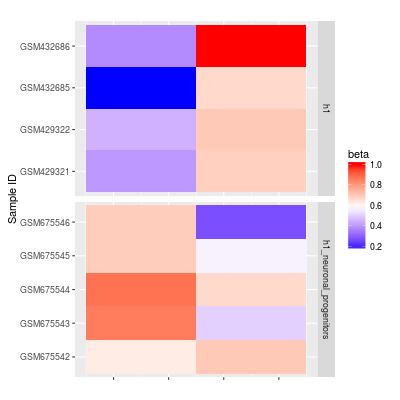 GSM432686
GSM432685
GSM429322
GSM429321
h1
GSM675546
GSM675545
GSM675544
GSM675543
GSM675542
h1_neuronal_progenitors
Sample ID
beta
1.0
0.8
0.6
0.4
0.2